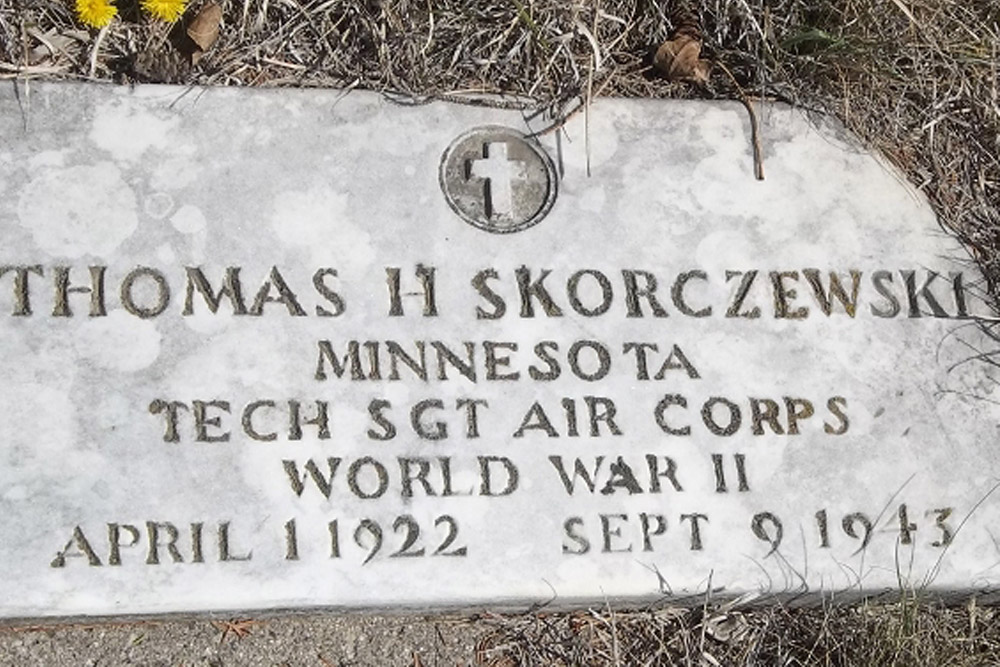 THOMAS H SKORCZEWSKI
MINNESOTA
TECH SGT AIR CORPS
WORLD WAR II
APRIL 1 1922 SEPT 9 1943